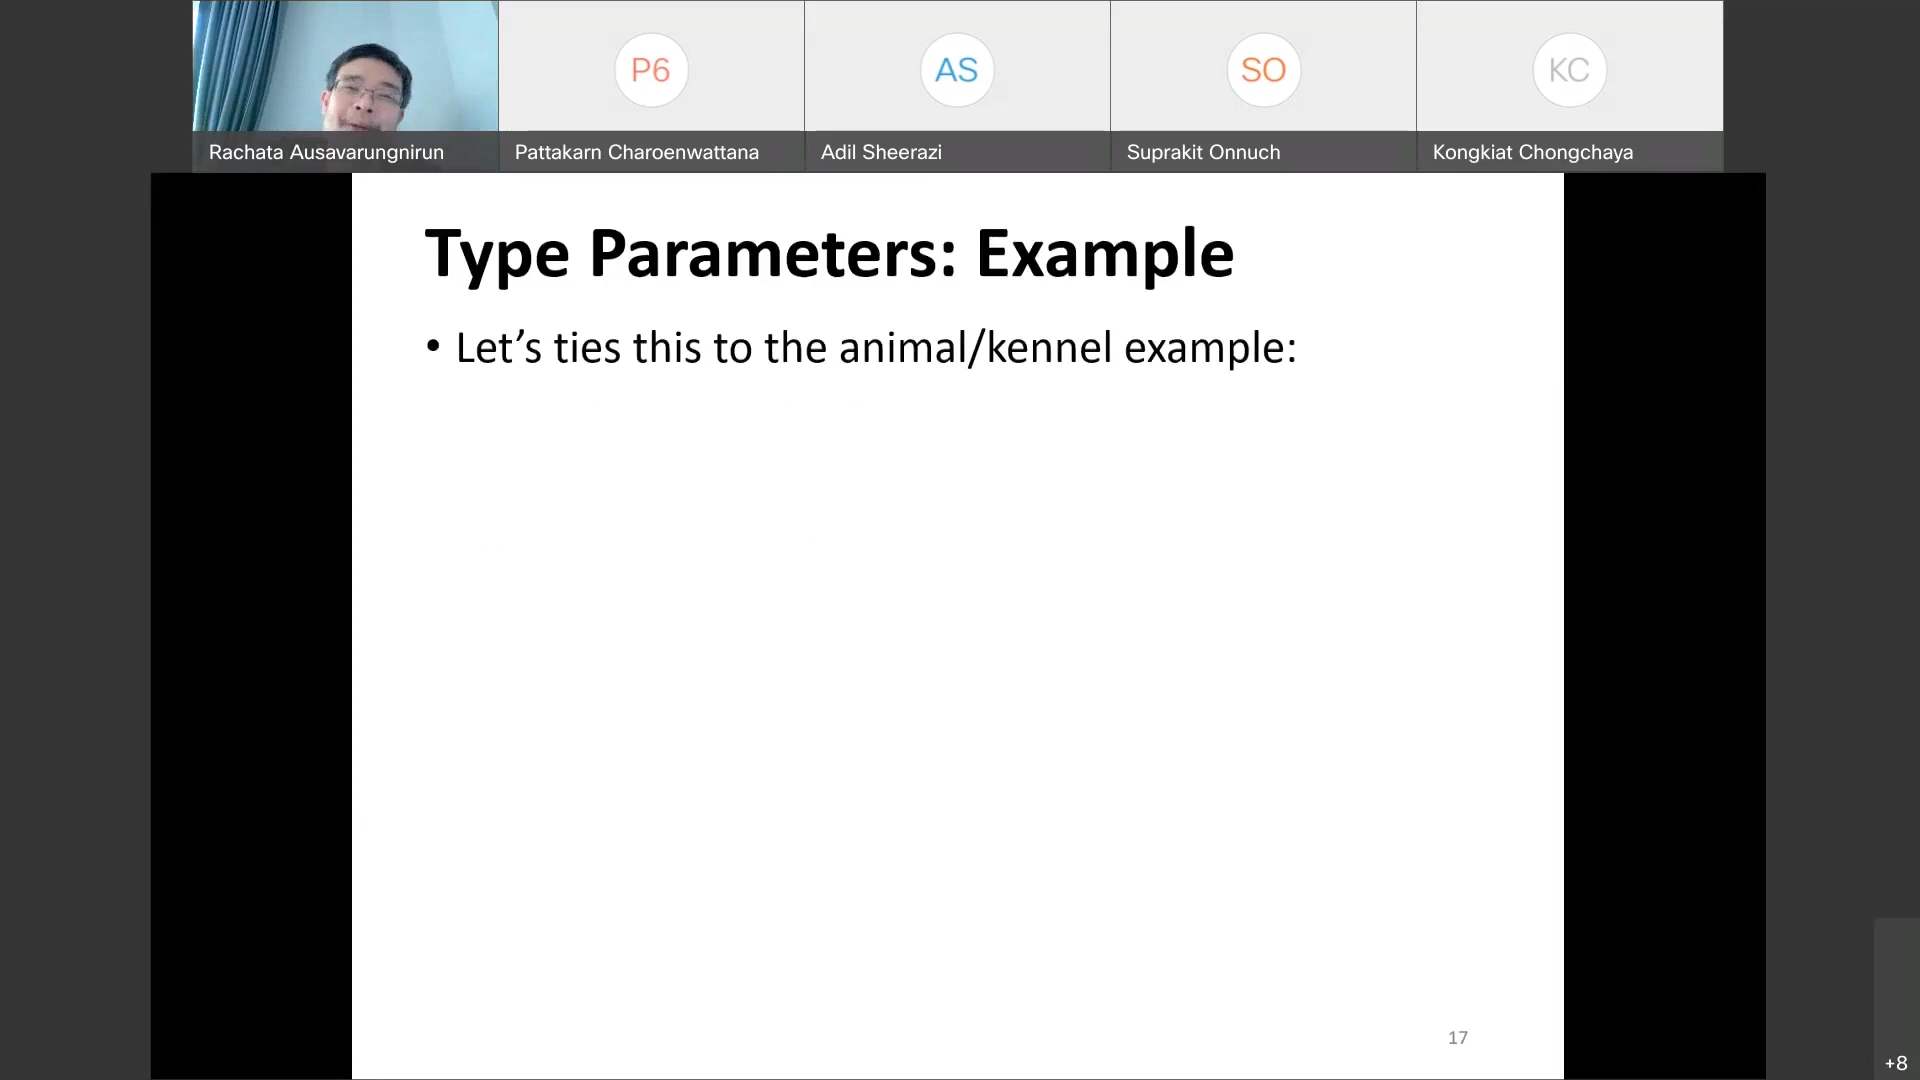 P6
AS
SO
KC
Rachata Ausavarungnirun
Pattakarn Charoenwattana
Adil Sheerazi
Suprakit Onnuch
Kongkiat Chongchaya
Type Parameters: Example
• Let’s ties this to the animal/kennel example:
17
+8